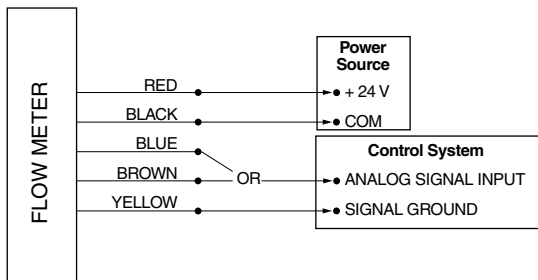 FLOW METER
RED
BLACK
BLUE
BROWN
YELLOW
OR
Power
Source
+ 24 V
COM
Control System
ANALOG SIGNAL INPUT
SIGNAL GROUND